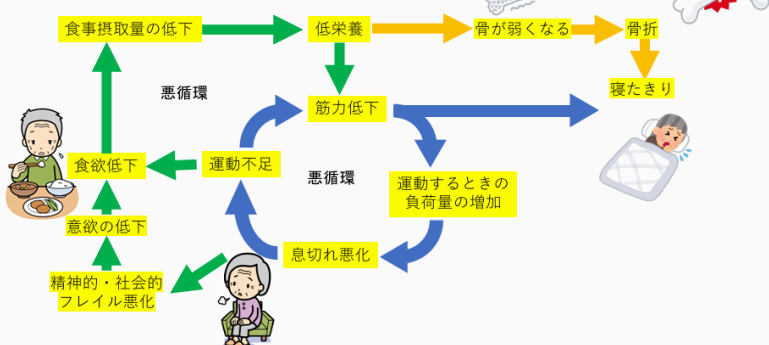 食事摂取量の低下
低栄養
骨が弱くなる
骨折
悪循環
寝たきり
筋力低下
食欲低下
運動不足
悪循環
運動するときの
負荷量の増加
意欲の低下
息切れ悪化
精神的・社会的
フレイル悪化